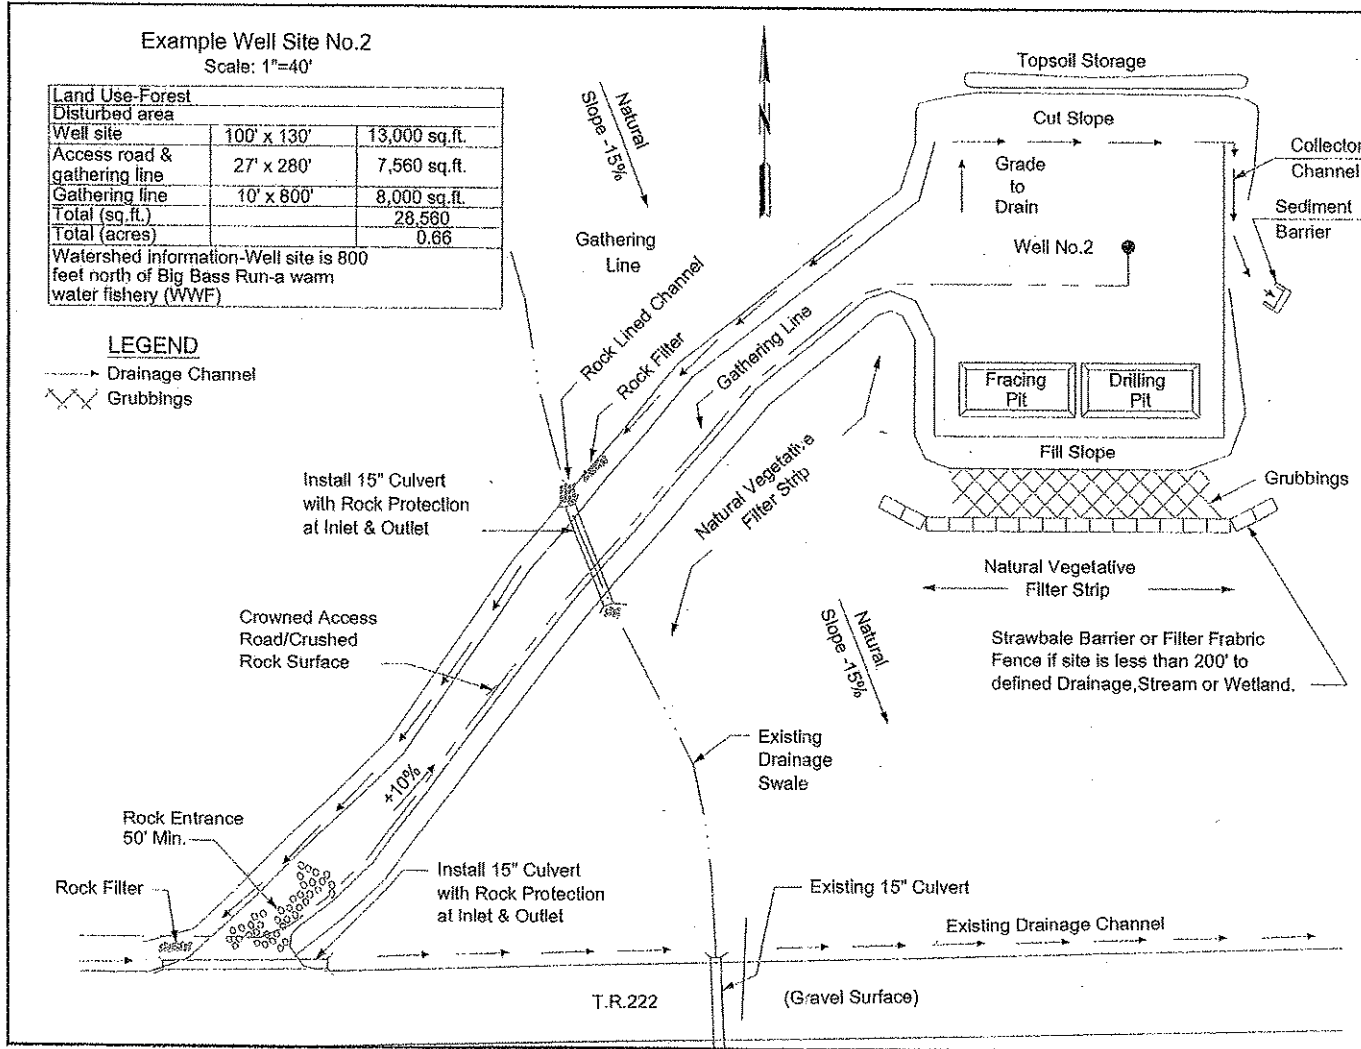 Example Well Site No.2
Scale: 1"=40'
Land Use-Forest
Disturbed area
Well site 100' x 130' 13,000 sq.ft.
Access road &
gathering line 27' x 280' 7,560 sq.ft.
Gathering line 10' x 800' 8,000 sq.ft.
Total (sq.ft.) 28,560
Total (acres) 0.66
Watershed information-Well site is 800
feet north of Big Bass Run-a warm
water fishery (WWF)
LEGEND
Drainage Channel
Grubbings
Natural
Slope -15%
N
Gathering
Line
Topsoil Storage
Cut Slope
Grade
to
Drain
Collector
Channel
Sediment
Barrier
Well No.2
Rock Lined Channel
Rock Filter
Gathering Line
Fracing
Pit
Drilling
Pit
Fill Slope
Grubbings
Install 15" Culvert
with Rock Protection
at Inlet & Outlet
Natural Vegetative
Filter Strip
Natural Vegetative
Filter Strip
Crowned Access
Road/Crushed
Rock Surface
Natural
Slope -15%
Strawbale Barrier or Filter Frabric
Fence if site is less than 200' to
defined Drainage,Stream or Wetland.
Existing
Drainage
Swale
+10%
Rock Entrance
50' Min.
Rock Filter
Install 15" Culvert
with Rock Protection
at Inlet & Outlet
Existing 15" Culvert
Existing Drainage Channel
T.R.222
(Gravel Surface)